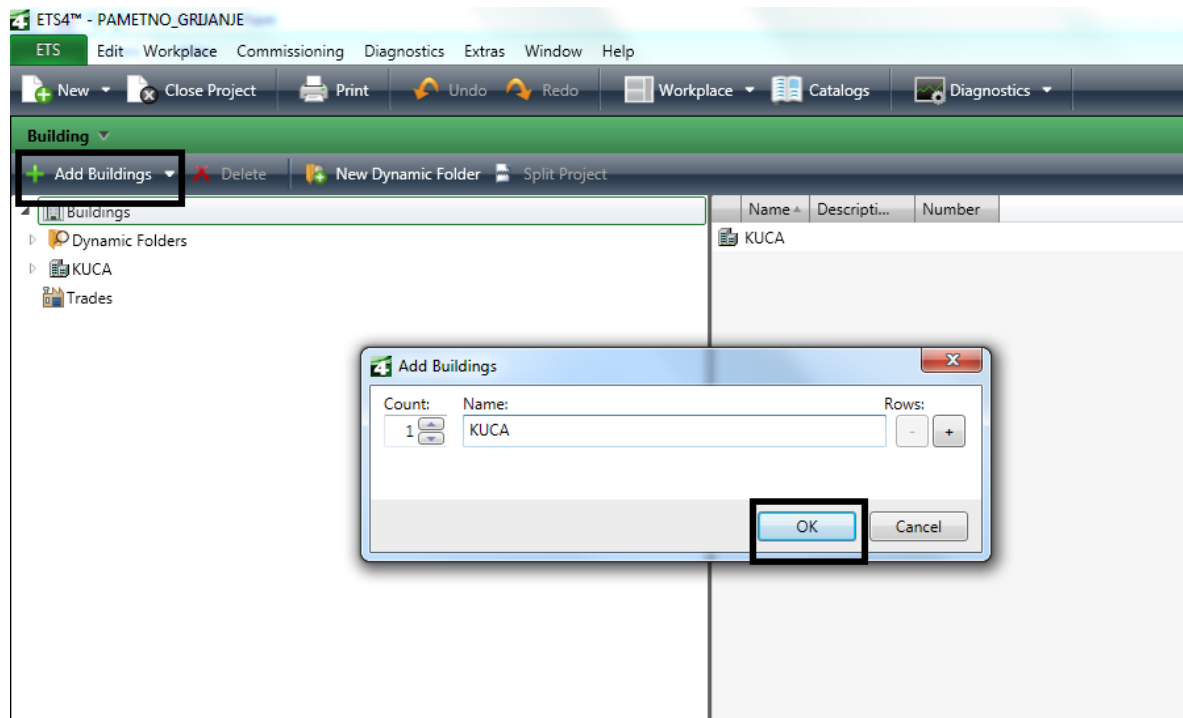 ETS4™ - PAMETNO_GRIJANJE
ETS Edit Workplace Commissioning Diagnostics Extras Window Help
New Close Project Print Undo Redo Workplace Catalogs Diagnostics
Building
Add Buildings Delete New Dynamic Folder Split Project
Buildings
Dynamic Folders
KUCA
Trades
Name Descripti... Number
KUCA
4 Add Buildings
Count: Name: Rows:
1 KUCA - +
OK Cancel